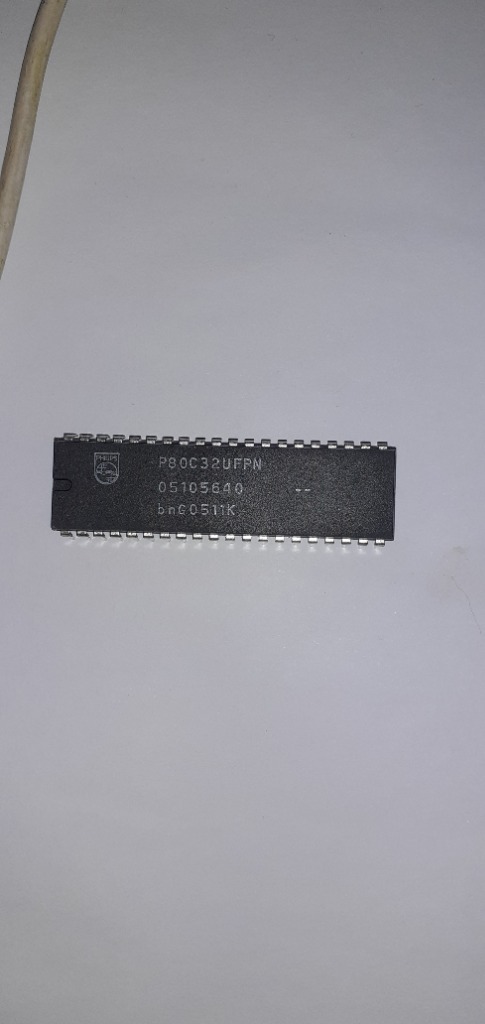 PHILIPS
P80C32UFPN
05105640 --
bnG0511K